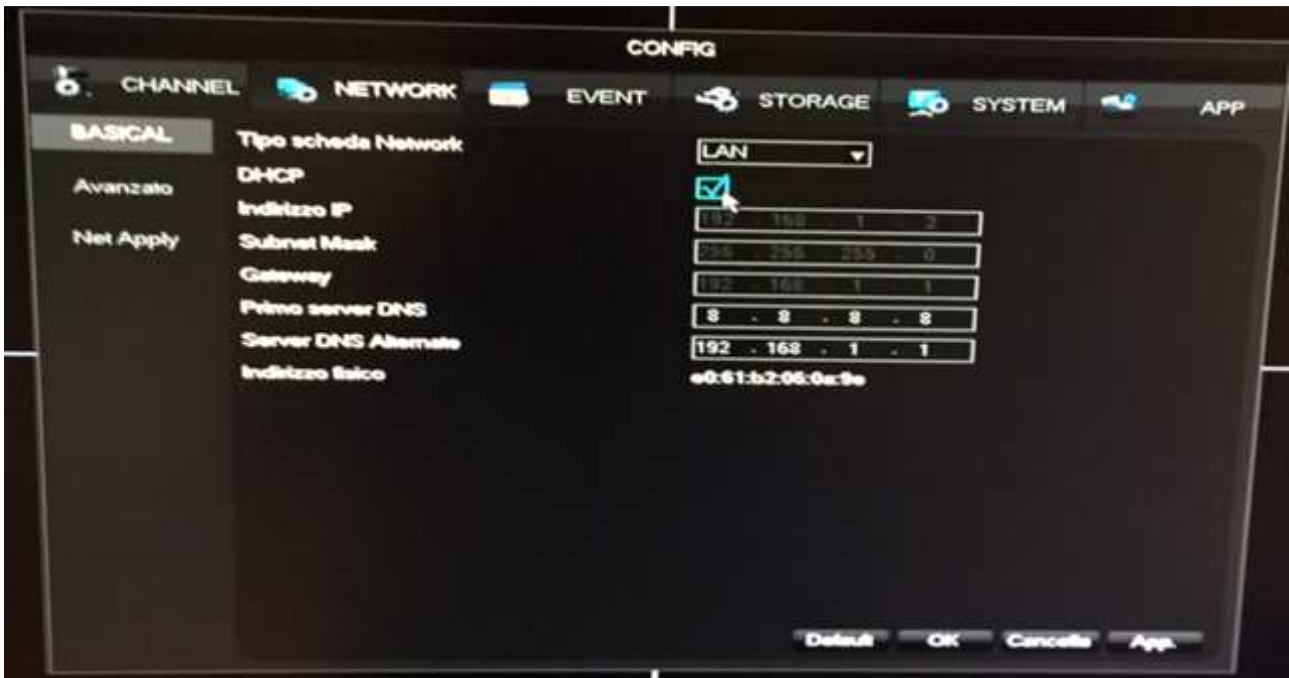 CONFIG
CHANNEL NETWORK EVENT STORAGE SYSTEM APP
BASICAL
Avanzato
Net Apply
Tipo scheda Network LAN
DHCP
Indirizzo IP 192 . 168 . 1 . 2
Subnet Mask 255 . 255 . 255 . 0
Gateway 192 . 168 . 1 . 1
Primo server DNS 8 . 8 . 8 . 8
Server DNS Alternato 192 . 168 . 1 . 1
Indirizzo fisico e0:61:b2:05:0a:9e
Default OK Cancella App.